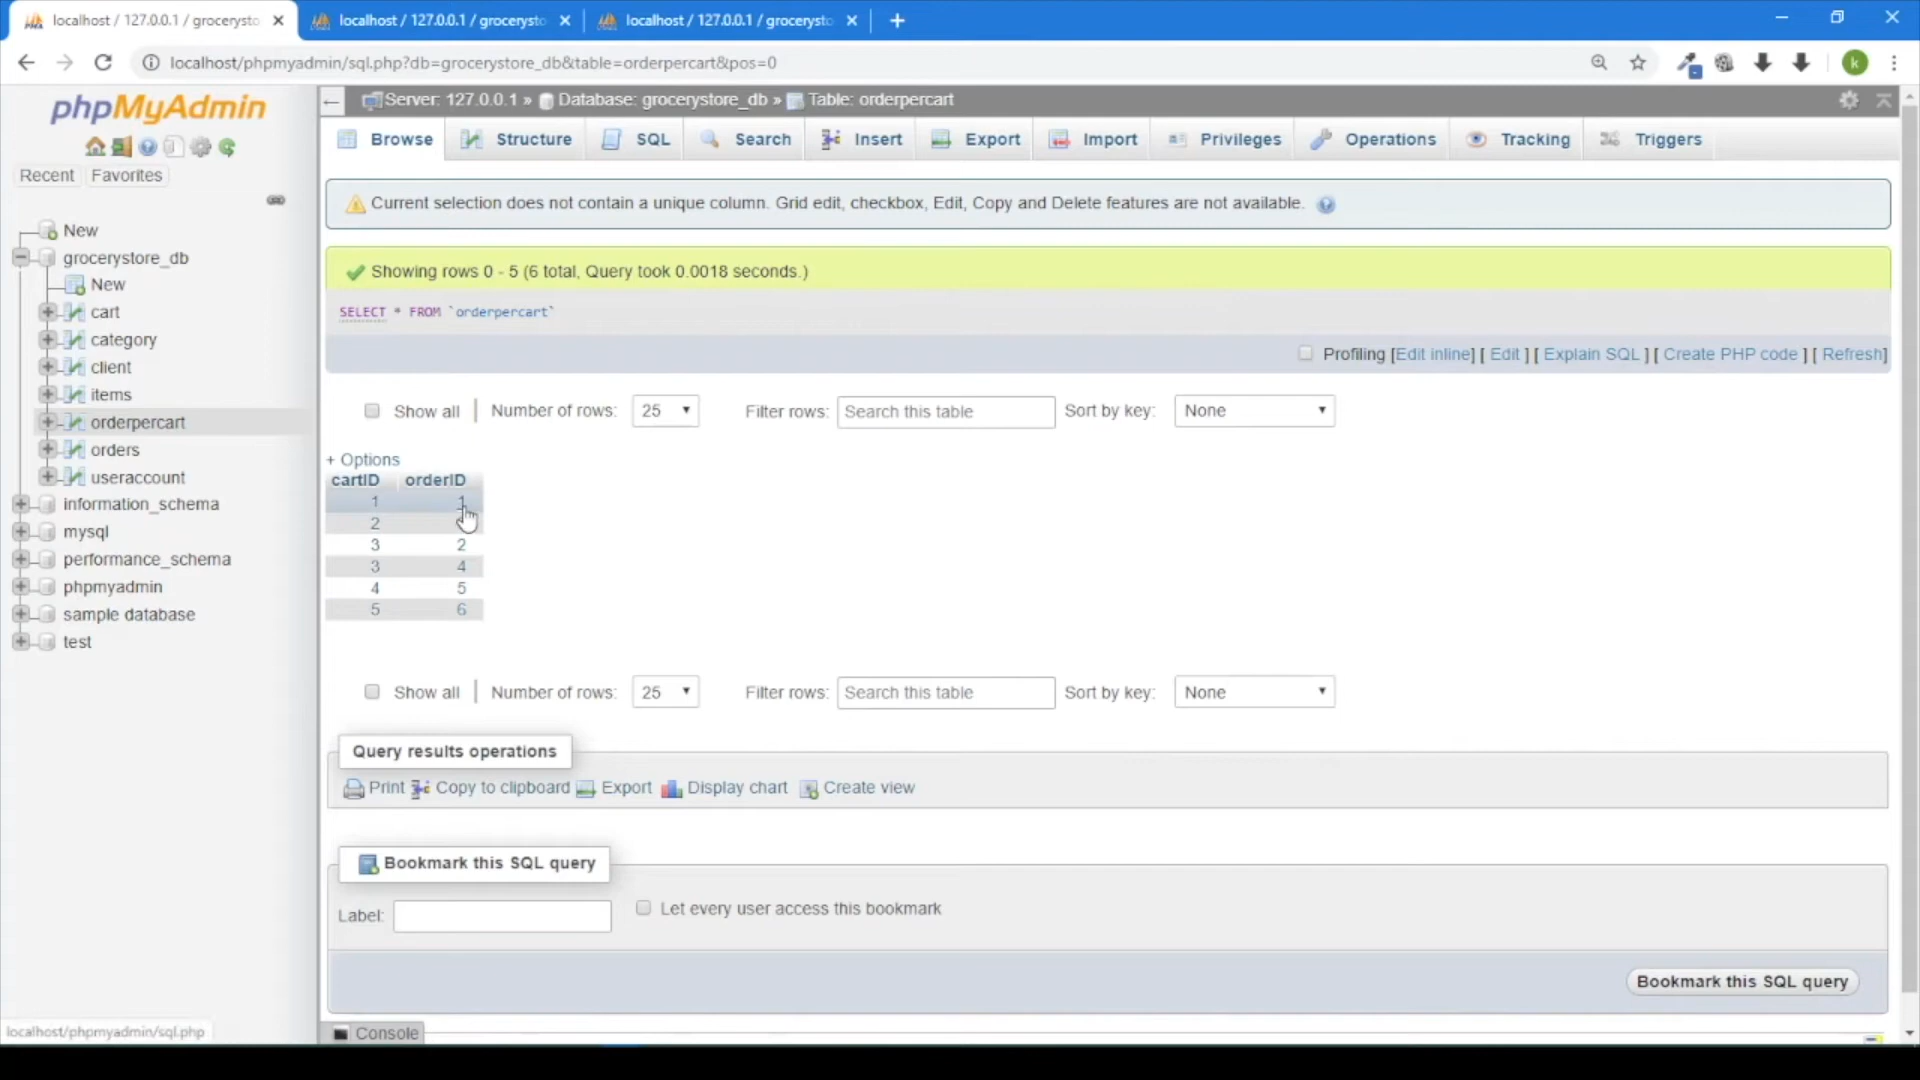 localhost / 127.0.0.1 / grocerysto
localhost / 127.0.0.1 / grocerysto
localhost / 127.0.0.1 / grocerysto
localhost/phpmyadmin/sql.php?db=grocerystore_db&table=orderpercart&pos=0
k
phpMyAdmin
Recent
Favorites
New
grocerystore_db
New
cart
category
client
items
orderpercart
orders
useraccount
information_schema
mysql
performance_schema
phpmyadmin
sample database
test
localhost/phpmyadmin/sql.php
Server: 127.0.0.1 » Database: grocerystore_db » Table: orderpercart
Browse
Structure
SQL
Search
Insert
Export
Import
Privileges
Operations
Tracking
Triggers
Current selection does not contain a unique column. Grid edit, checkbox, Edit, Copy and Delete features are not available.
Showing rows 0 - 5 (6 total, Query took 0.0018 seconds.)
SELECT * FROM `orderpercart`
Profiling [Edit inline] [ Edit ] [ Explain SQL ] [ Create PHP code ] [ Refresh]
Show all | Number of rows: 25 Filter rows: Search this table Sort by key: None
+ Options
cartID orderID
1 1
2
3 2
3 4
4 5
5 6
Show all | Number of rows: 25 Filter rows: Search this table Sort by key: None
Query results operations
Print Copy to clipboard Export Display chart Create view
Bookmark this SQL query
Label: Let every user access this bookmark
Bookmark this SQL query
Console